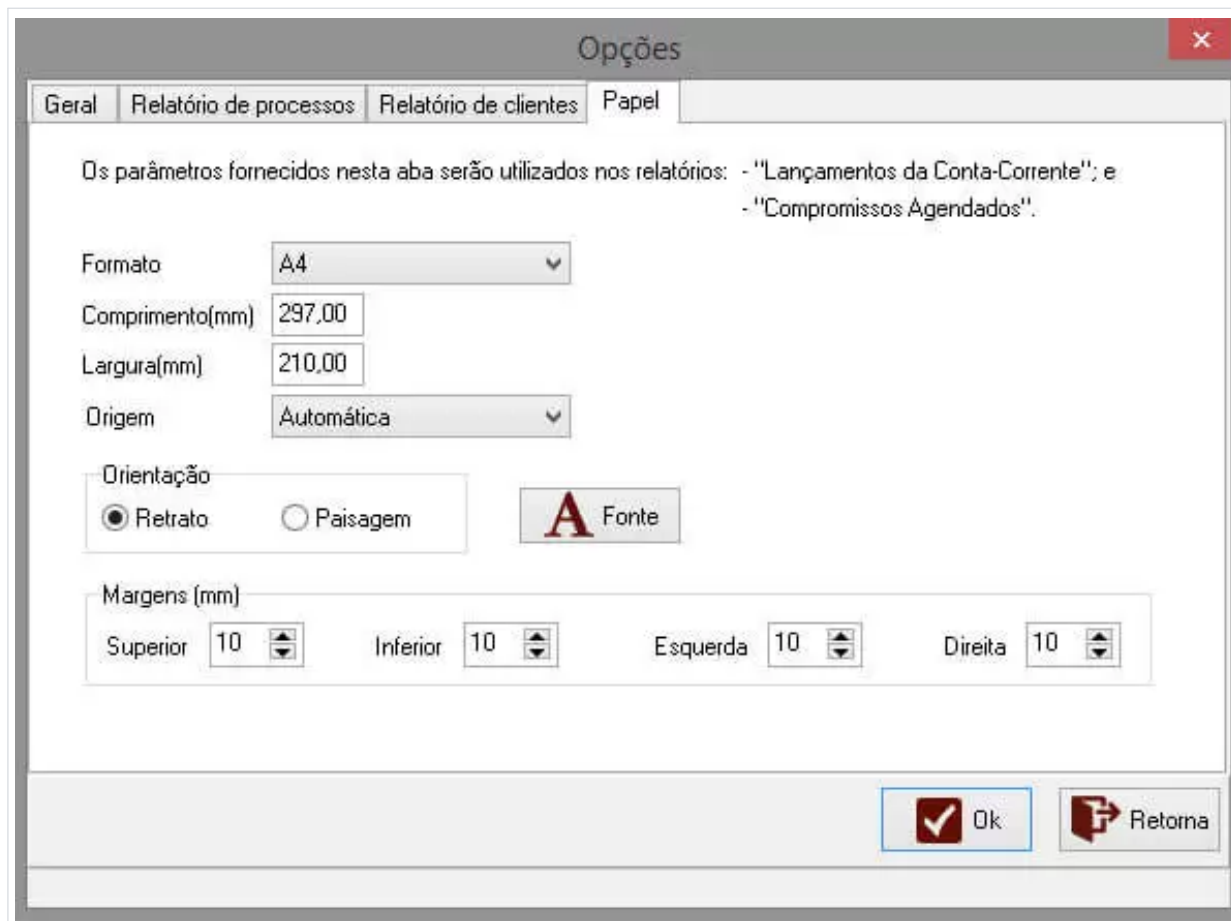 Opções
Geral Relatório de processos Relatório de clientes Papel
Os parâmetros fornecidos nesta aba serão utilizados nos relatórios: - "Lançamentos da Conta-Corrente"; e
- "Compromissos Agendados".
Formato A4
Comprimento(mm) 297,00
Largura(mm) 210,00
Origem Automática
Orientação
Retrato Paisagem
A Fonte
Margens (mm)
Superior 10 Inferior 10 Esquerda 10 Direita 10
Ok Retorna